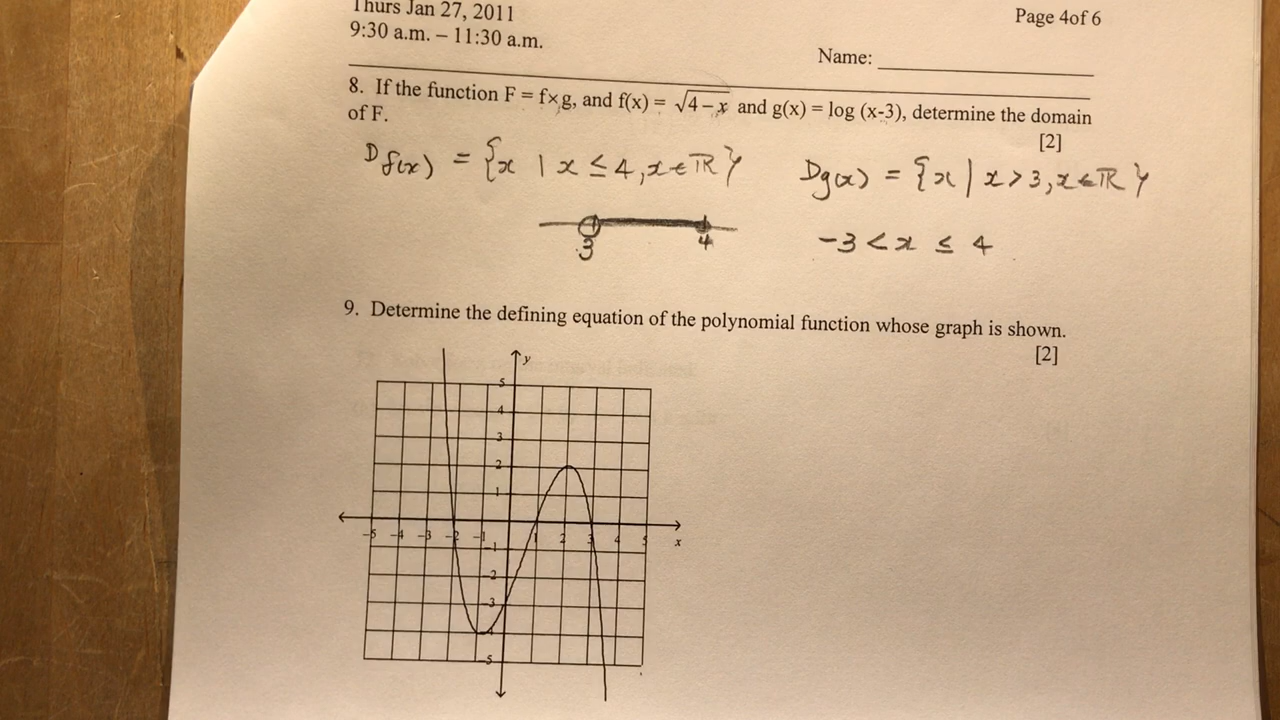 Thurs Jan 27, 2011
Page 4of 6
9:30 a.m. – 11:30 a.m.
Name:
8. If the function F = f×g, and f(x) = √4−x and g(x) = log (x-3), determine the domain
of F.
[2]
Df(x) = {x | x ≤ 4, x ∈ ℝ}
Dg(x) = {x | x > 3, x ∈ ℝ}
3 4
-3 < x ≤ 4
9. Determine the defining equation of the polynomial function whose graph is shown.
[2]
y
5
4
3
2
1
-5 -4 -3 -2 -1 1 2 3 4 5
x
-1
-2
-3
-4
-5